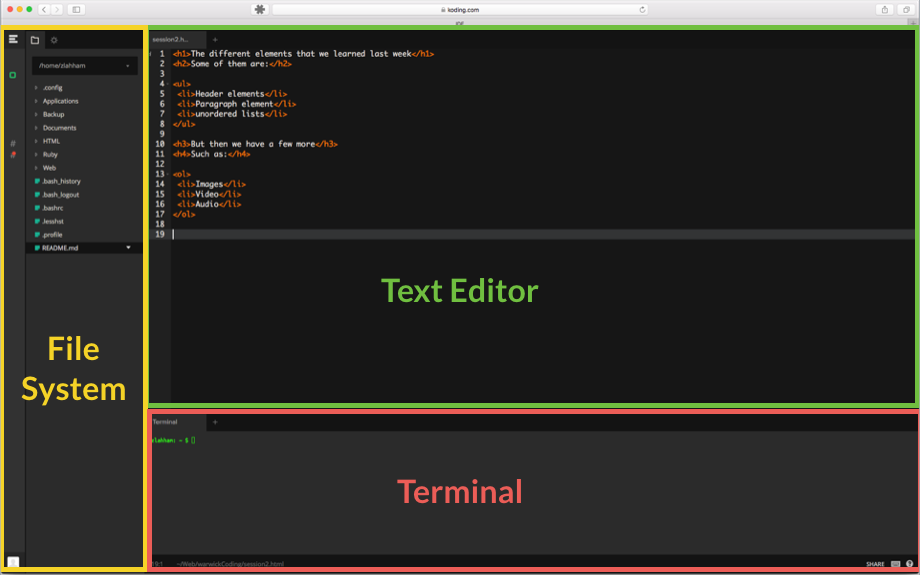 koding.com
session2.h...
+
/home/zlahham
.config
Applications
Backup
Documents
HTML
Ruby
Web
.bash_history
.bash_logout
.bashrc
.lesshst
.profile
README.md
File
System
1 <h1>The different elements that we learned last week</h1>
2 <h2>Some of them are:</h2>
3
4 <ul>
5 <li>Header elements</li>
6 <li>Paragraph element</li>
7 <li>unordered lists</li>
8 </ul>
9
10 <h3>But then we have a few more</h3>
11 <h4>Such as:</h4>
12
13 <ol>
14 <li>Images</li>
15 <li>Video</li>
16 <li>Audio</li>
17 </ol>
18
19
Text Editor
Terminal +
zlahham: ~ $
Terminal
19:1 ~/Web/warwickCoding/session2.html
SHARE